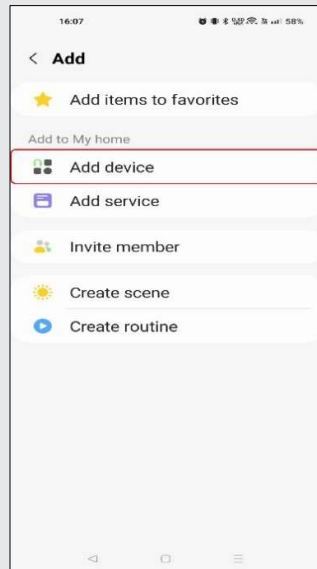 16:07
58%
Add
Add items to favorites
Add to My home
Add device
Add service
Invite member
Create scene
Create routine